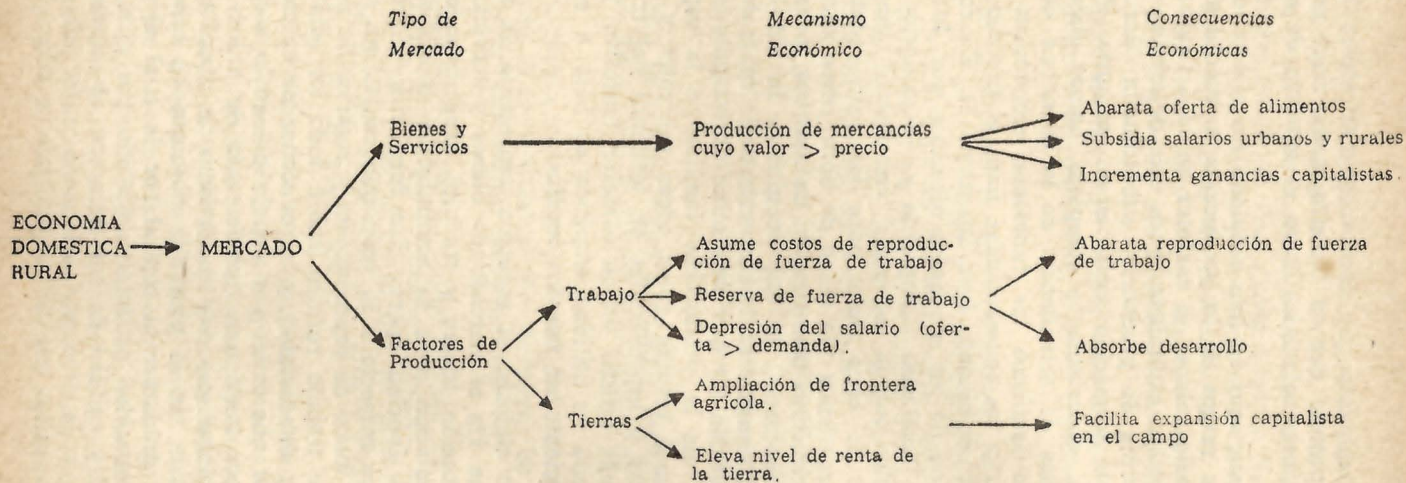 Tipo de
Mercado
Mecanismo
Económico
Consecuencias
Económicas
Bienes y
Servicios
Producción de mercancías
cuyo valor > precio
Abarata oferta de alimentos
Subsidia salarios urbanos y rurales
Incrementa ganancias capitalistas.
ECONOMIA
DOMESTICA
RURAL
MERCADO
Factores de
Producción
Trabajo
Asume costos de reproduc-
ción de fuerza de trabajo
Reserva de fuerza de trabajo
Depresión del salario (ofer-
ta > demanda).
Abarata reproducción de fuerza
de trabajo
Absorbe desarrollo
Tierras
Ampliación de frontera
agrícola.
Eleva nivel de renta de
la tierra.
Facilita expansión capitalista
en el campo